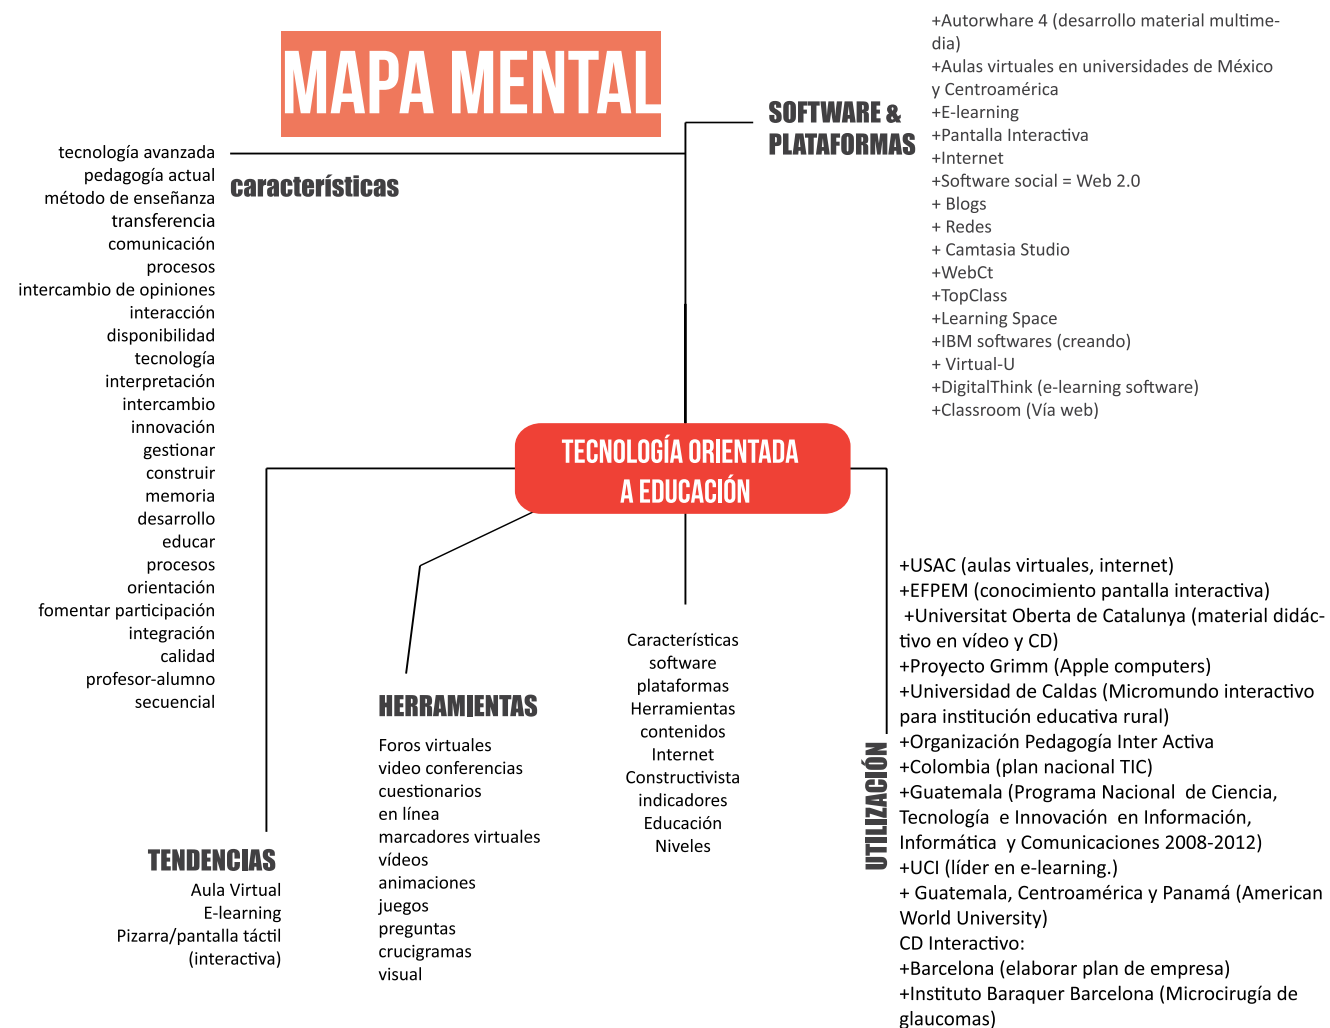 MAPA MENTAL
SOFTWARE &
PLATAFORMAS
+Autorwhare 4 (desarrollo material multime-
dia)
+Aulas virtuales en universidades de México
y Centroamérica
+E-learning
+Pantalla Interactiva
+Internet
+Software social = Web 2.0
+ Blogs
+ Redes
+ Camtasia Studio
+WebCt
+TopClass
+Learning Space
+IBM softwares (creando)
+ Virtual-U
+DigitalThink (e-learning software)
+Classroom (Vía web)
características
tecnología avanzada
pedagogía actual
método de enseñanza
transferencia
comunicación
procesos
intercambio de opiniones
interacción
disponibilidad
tecnología
interpretación
intercambio
innovación
gestionar
construir
memoria
desarrollo
educar
procesos
orientación
fomentar participación
integración
calidad
profesor-alumno
secuencial
TECNOLOGÍA ORIENTADA
A EDUCACIÓN
TENDENCIAS
Aula Virtual
E-learning
Pizarra/pantalla táctil
(interactiva)
HERRAMIENTAS
Foros virtuales
video conferencias
cuestionarios
en línea
marcadores virtuales
vídeos
animaciones
juegos
preguntas
crucigramas
visual
Características
software
plataformas
Herramientas
contenidos
Internet
Constructivista
indicadores
Educación
Niveles
UTILIZACIÓN
+USAC (aulas virtuales, internet)
+EFPEM (conocimiento pantalla interactiva)
+Universitat Oberta de Catalunya (material didác-
tivo en vídeo y CD)
+Proyecto Grimm (Apple computers)
+Universidad de Caldas (Micromundo interactivo
para institución educativa rural)
+Organización Pedagogía Inter Activa
+Colombia (plan nacional TIC)
+Guatemala (Programa Nacional de Ciencia,
Tecnología e Innovación en Información,
Informática y Comunicaciones 2008-2012)
+UCI (líder en e-learning.)
+ Guatemala, Centroamérica y Panamá (American
World University)
CD Interactivo:
+Barcelona (elaborar plan de empresa)
+Instituto Baraquer Barcelona (Microcirugía de
glaucomas)